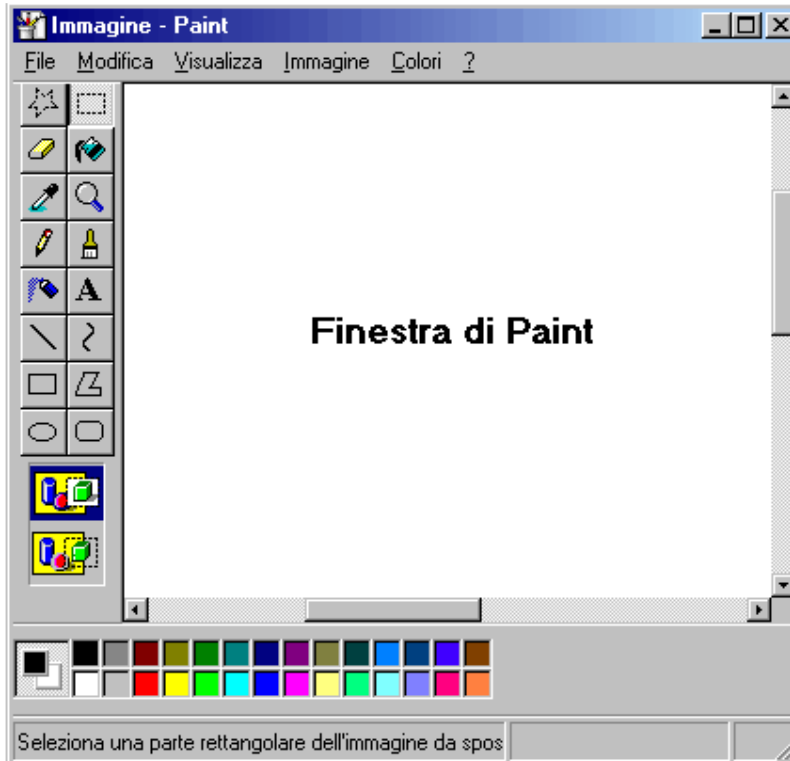 Immagine - Paint
File Modifica Visualizza Immagine Colori ?
A
Finestra di Paint
Seleziona una parte rettangolare dell'immagine da spos